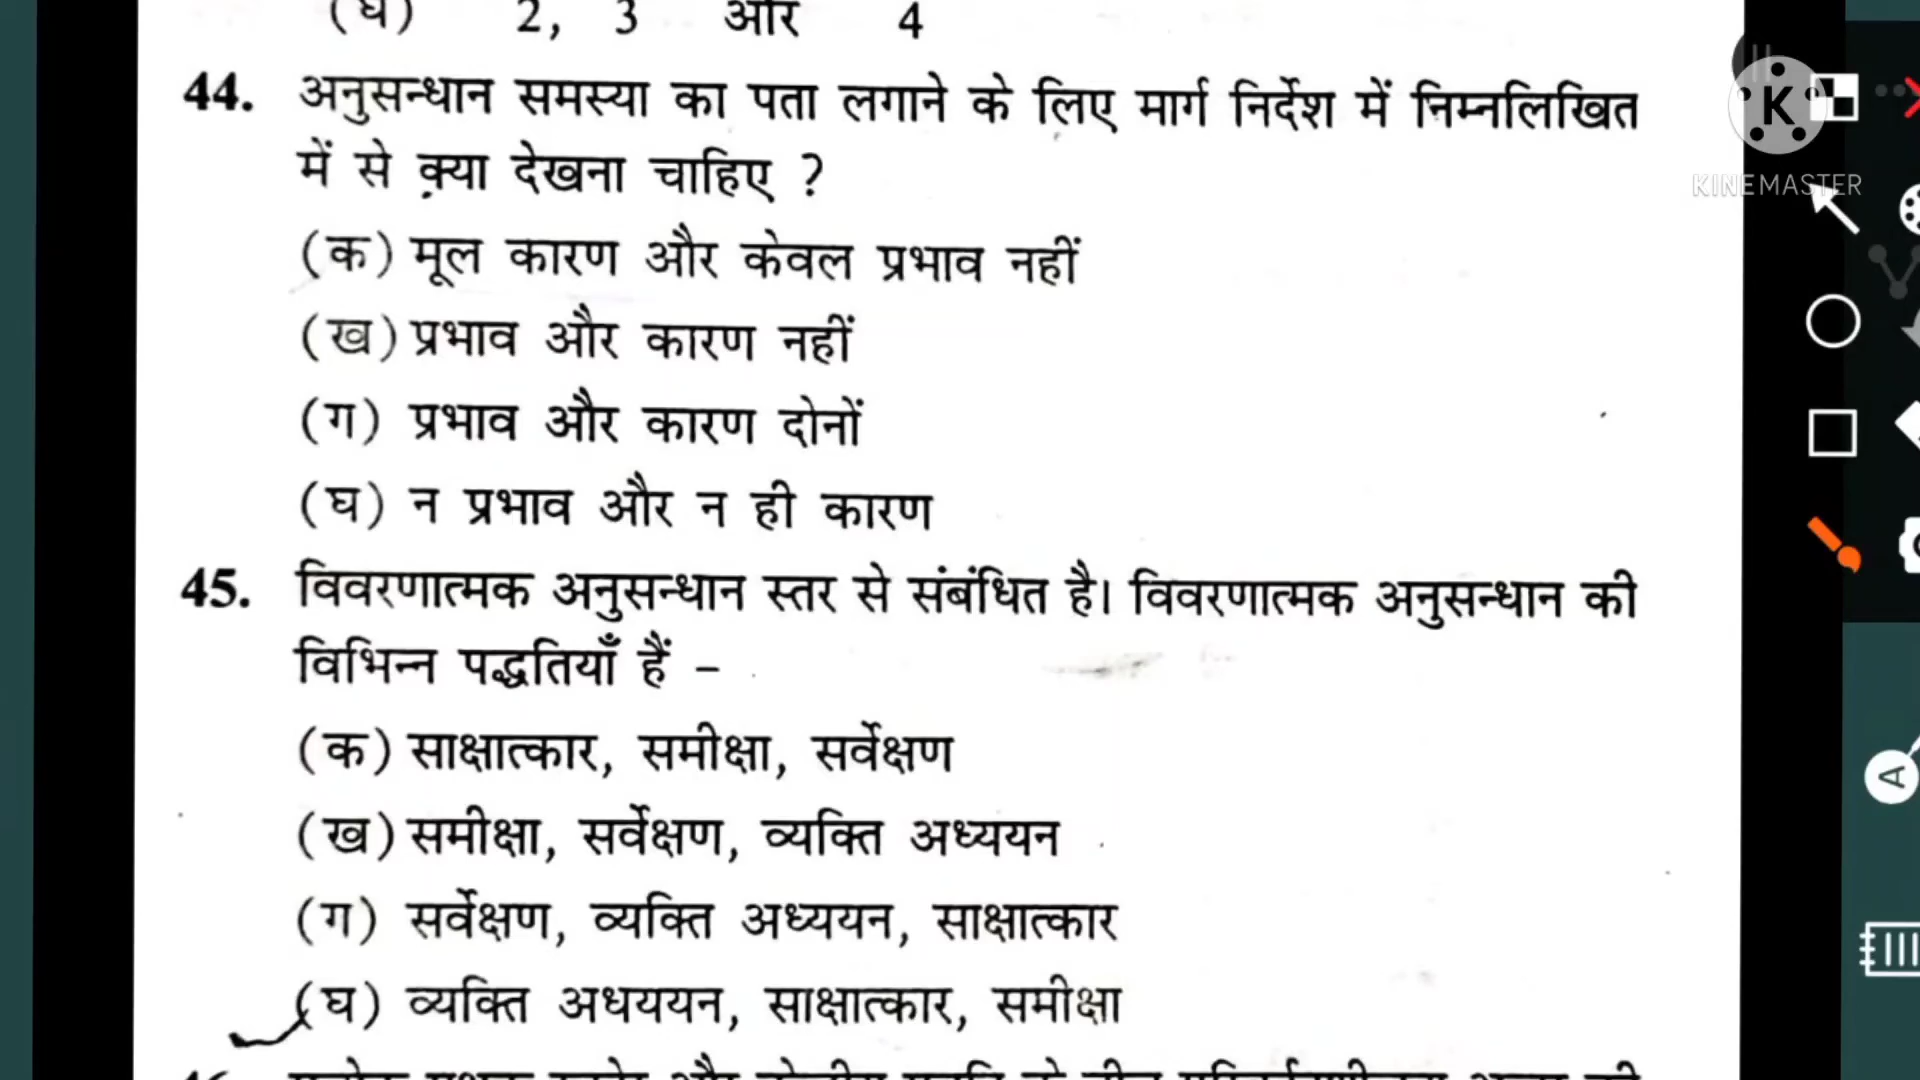 (घ) 2, 3 और 4
44. अनुसन्धान समस्या का पता लगाने के लिए मार्ग निर्देश में निम्नलिखित
में से क्या देखना चाहिए ?
(क) मूल कारण और केवल प्रभाव नहीं
(ख) प्रभाव और कारण नहीं
(ग) प्रभाव और कारण दोनों
(घ) न प्रभाव और न ही कारण
45. विवरणात्मक अनुसन्धान स्तर से संबंधित है। विवरणात्मक अनुसन्धान की
विभिन्न पद्धतियाँ हैं –
(क) साक्षात्कार, समीक्षा, सर्वेक्षण
(ख) समीक्षा, सर्वेक्षण, व्यक्ति अध्ययन
(ग) सर्वेक्षण, व्यक्ति अध्ययन, साक्षात्कार
(घ) व्यक्ति अधययन, साक्षात्कार, समीक्षा
K
KINEMASTER
A